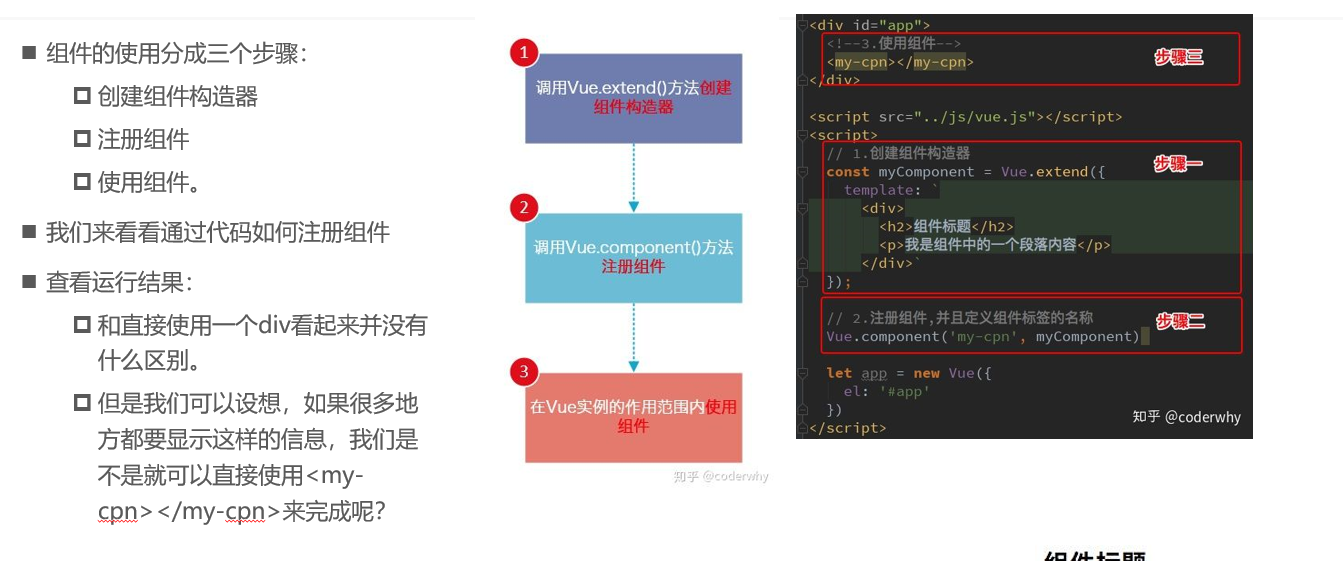 ■ 组件的使用分成三个步骤：
创建组件构造器
注册组件
使用组件。
■ 我们来看看通过代码如何注册组件
■ 查看运行结果：
和直接使用一个div看起来并没有
什么区别。
但是我们可以设想，如果很多地
方都要显示这样的信息，我们是
不是就可以直接使用<my-
cpn></my-cpn>来完成呢？
1
调用Vue.extend()方法创建
组件构造器
2
调用Vue.component()方法
注册组件
3
在Vue实例的作用范围内使用
组件
知乎 @coderwhy
<div id="app">
<!--3.使用组件-->
步骤三
<my-cpn></my-cpn>
</div>
<script src="../js/vue.js"></script>
<script>
// 1.创建组件构造器
步骤一
const myComponent = Vue.extend({
template: `
<div>
<h2>组件标题</h2>
<p>我是组件中的一个段落内容</p>
</div>`
});
// 2.注册组件,并且定义组件标签的名称
步骤二
Vue.component('my-cpn', myComponent)
let app = new Vue({
el: '#app'
})
</script>
知乎 @coderwhy
组件标题